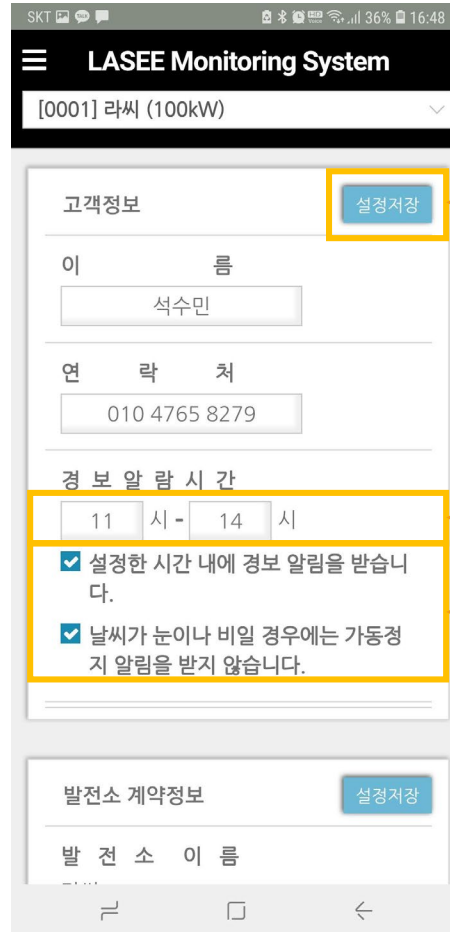 SKT 36% 16:48
LASEE Monitoring System
[0001] 라씨 (100kW)
고객정보 설정저장
이 름
석수민
연 락 처
010 4765 8279
경 보 알 람 시 간
11 시 - 14 시
설정한 시간 내에 경보 알림을 받습니
다.
날씨가 눈이나 비일 경우에는 가동정
지 알림을 받지 않습니다.
발전소 계약정보 설정저장
발 전 소 이 름